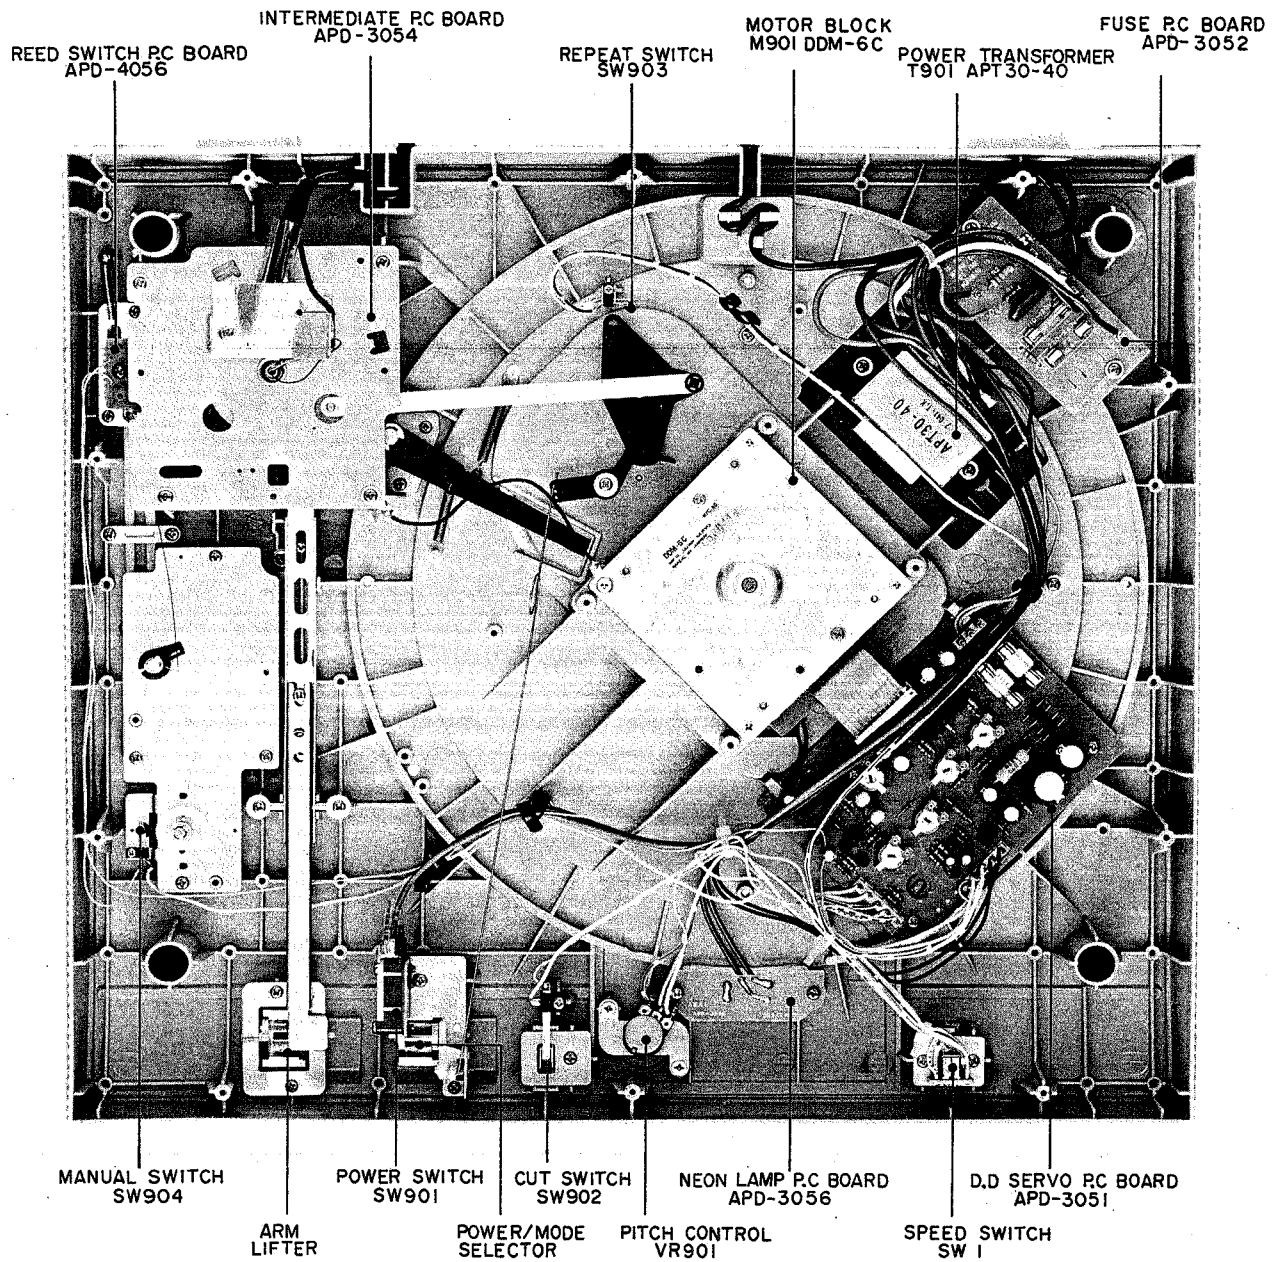 INTERMEDIATE P.C BOARD
APD-3054
REED SWITCH P.C BOARD
APD-4056
REPEAT SWITCH
SW903
MOTOR BLOCK
M901 DDM-6C
POWER TRANSFORMER
T901 APT30-40
FUSE P.C BOARD
APD-3052
APT30-40
DDM-6C
MANUAL SWITCH
SW904
ARM
LIFTER
POWER SWITCH
SW901
POWER/MODE
SELECTOR
CUT SWITCH
SW902
PITCH CONTROL
VR901
NEON LAMP P.C BOARD
APD-3056
SPEED SWITCH
SW 1
D.D SERVO P.C BOARD
APD-3051